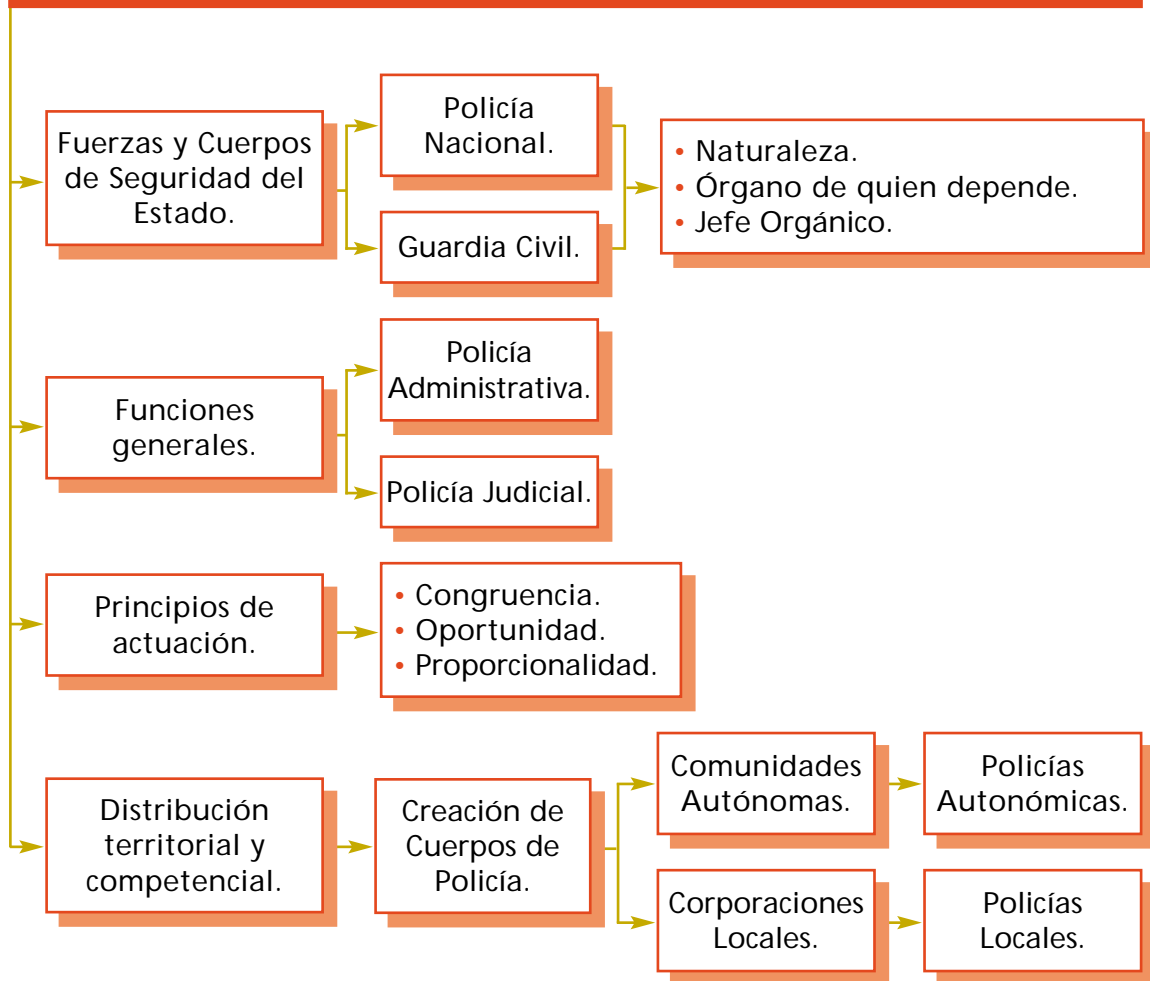 Fuerzas y Cuerpos
de Seguridad del
Estado.
Policía
Nacional.
Guardia Civil.
• Naturaleza.
• Órgano de quien depende.
• Jefe Orgánico.
Funciones
generales.
Policía
Administrativa.
Policía Judicial.
Principios de
actuación.
• Congruencia.
• Oportunidad.
• Proporcionalidad.
Distribución
territorial y
competencial.
Creación de
Cuerpos de
Policía.
Comunidades
Autónomas.
Policías
Autonómicas.
Corporaciones
Locales.
Policías
Locales.